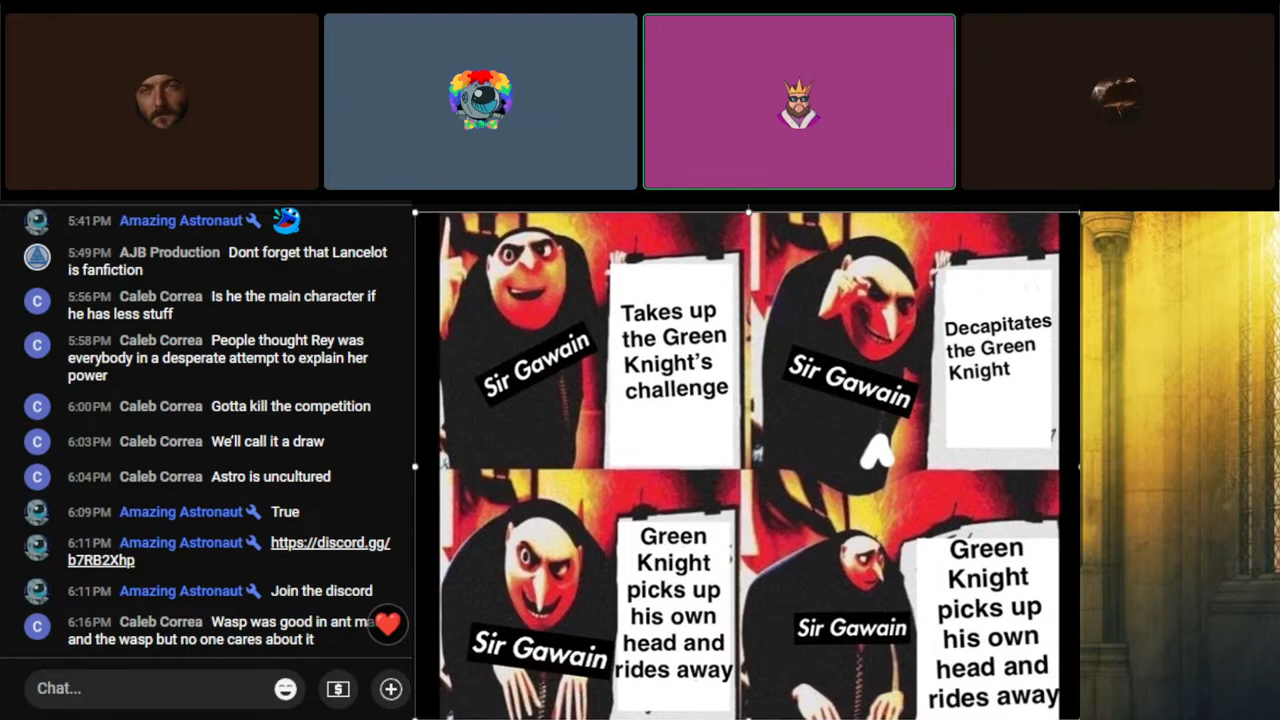 5:41 PM Amazing Astronaut
5:49 PM AJB Production Dont forget that Lancelot
is fanfiction
5:56 PM Caleb Correa Is he the main character if
he has less stuff
5:58 PM Caleb Correa People thought Rey was
everybody in a desperate attempt to explain her
power
6:00 PM Caleb Correa Gotta kill the competition
6:03 PM Caleb Correa We'll call it a draw
6:04 PM Caleb Correa Astro is uncultured
6:09 PM Amazing Astronaut True
6:11 PM Amazing Astronaut https://discord.gg/
b7RB2Xhp
6:11 PM Amazing Astronaut Join the discord
6:16 PM Caleb Correa Wasp was good in ant
and the wasp but no one cares about it
Chat...
Takes up
the Green
Knight's
challenge
Sir Gawain
Decapitates
the Green
Knight
Sir Gawain
Green
Knight
picks up
his own
head and
rides away
Sir Gawain
Green
Knight
picks up
his own
head and
rides away
Sir Gawain